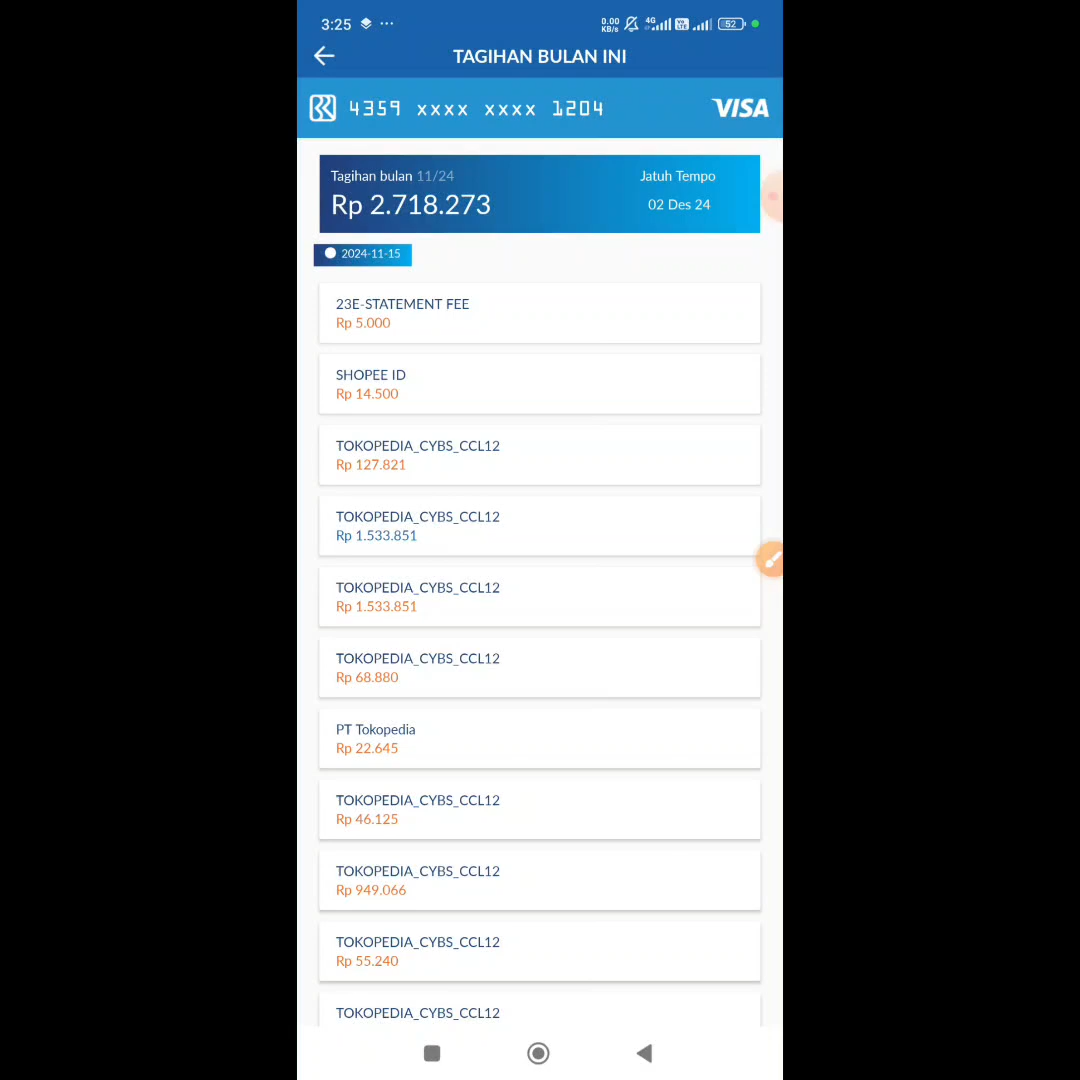 3:25
0.00 KB/s 4G Vo LTE 52
TAGIHAN BULAN INI
4359 xxxx xxxx 1204 VISA
Tagihan bulan 11/24 Jatuh Tempo
Rp 2.718.273 02 Des 24
2024-11-15
23E-STATEMENT FEE
Rp 5.000
SHOPEE ID
Rp 14.500
TOKOPEDIA_CYBS_CCL12
Rp 127.821
TOKOPEDIA_CYBS_CCL12
Rp 1.533.851
TOKOPEDIA_CYBS_CCL12
Rp 1.533.851
TOKOPEDIA_CYBS_CCL12
Rp 68.880
PT Tokopedia
Rp 22.645
TOKOPEDIA_CYBS_CCL12
Rp 46.125
TOKOPEDIA_CYBS_CCL12
Rp 949.066
TOKOPEDIA_CYBS_CCL12
Rp 55.240
TOKOPEDIA_CYBS_CCL12